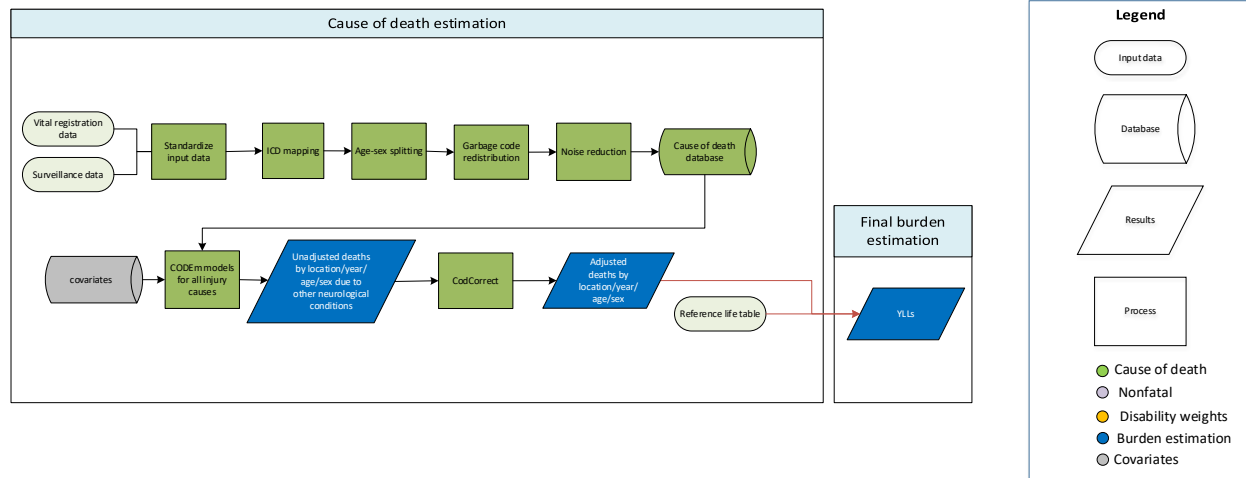 Cause of death estimation
Vital registration
data
Surveillance data
Standardize
input data
ICD mapping
Age-sex splitting
Garbage code
redistribution
Noise reduction
Cause of death
database
covariates
CODEm models
for all injury
causes
Unadjusted deaths
by location/year/
age/sex due to
other neurological
conditions
CodCorrect
Adjusted
deaths by
location/year/
age/sex
Reference life table
Final burden
estimation
YLLs
Legend
Input data
Database
Results
Process
Cause of death
Nonfatal
Disability weights
Burden estimation
Covariates